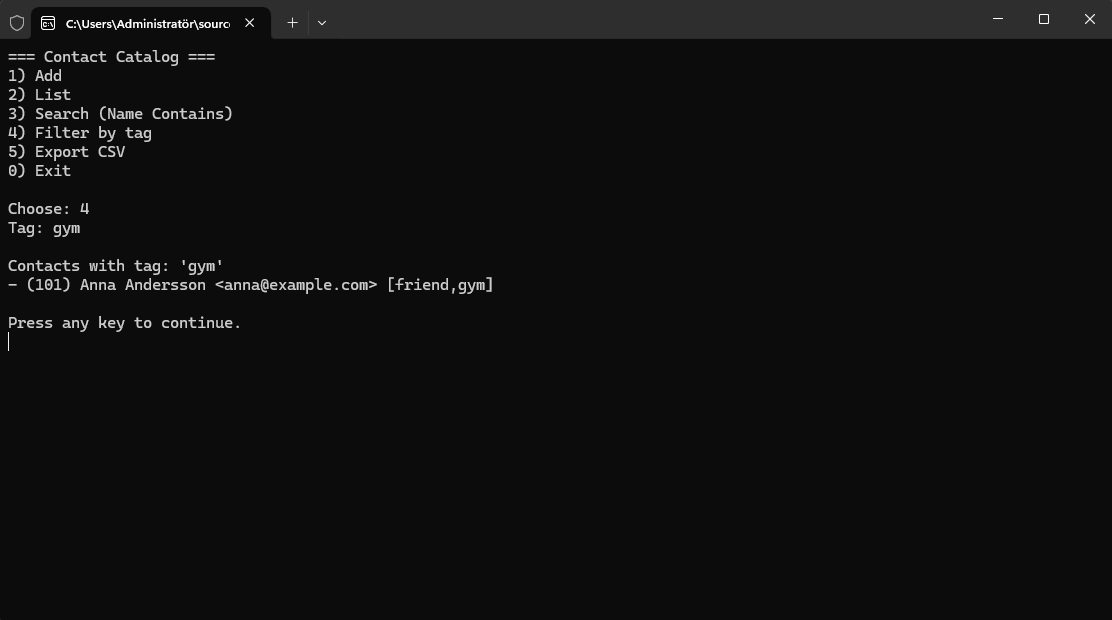 C:\Users\Administratör\sourc
=== Contact Catalog ===
1) Add
2) List
3) Search (Name Contains)
4) Filter by tag
5) Export CSV
0) Exit
Choose: 4
Tag: gym
Contacts with tag: 'gym'
- (101) Anna Andersson <anna@example.com> [friend,gym]
Press any key to continue.